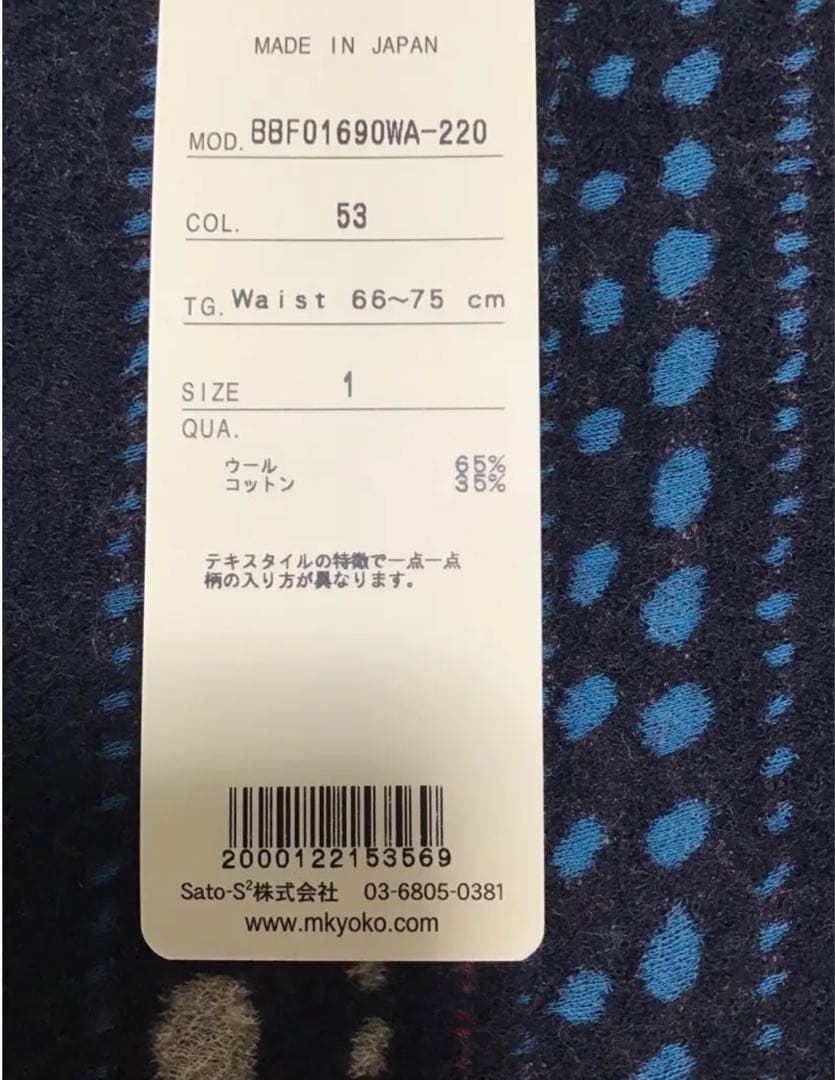 MADE IN JAPAN
MOD. BBF01690WA-220
COL. 53
TG. Waist 66～75 cm
SIZE 1
QUA.
ウール 65%
コットン 35%
テキスタイルの特徴で一点一点
柄の入り方が異なります。
2000122153569
Sato-S²株式会社 03-6805-0381
www.mkyoko.com